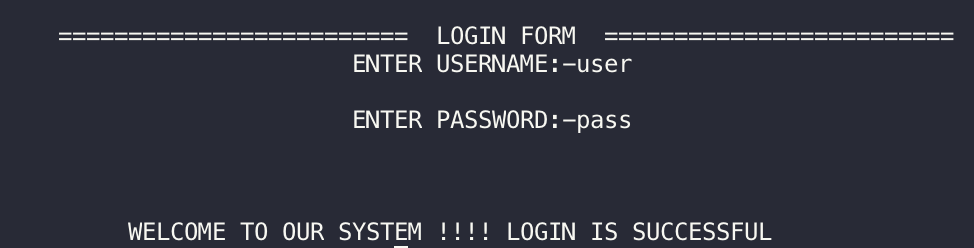 =========================  LOGIN FORM  =========================
ENTER USERNAME:-user
ENTER PASSWORD:-pass
WELCOME TO OUR SYSTEM !!!! LOGIN IS SUCCESSFUL